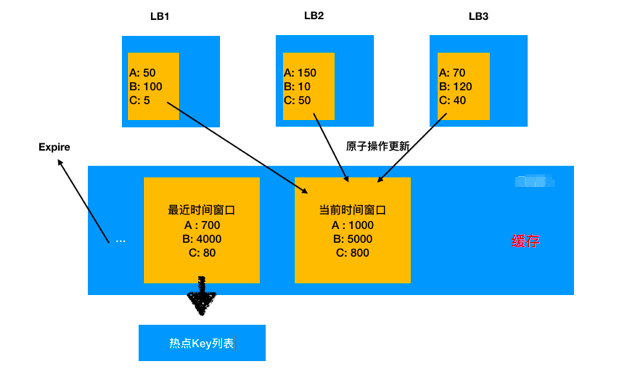 LB1
LB2
LB3
A: 50
B: 100
C: 5
A: 150
B: 10
C: 50
A: 70
B: 120
C: 40
原子操作更新
Expire
...
最近时间窗口
A : 700
B: 4000
C: 80
当前时间窗口
A : 1000
B: 5000
C: 800
缓存
热点Key列表